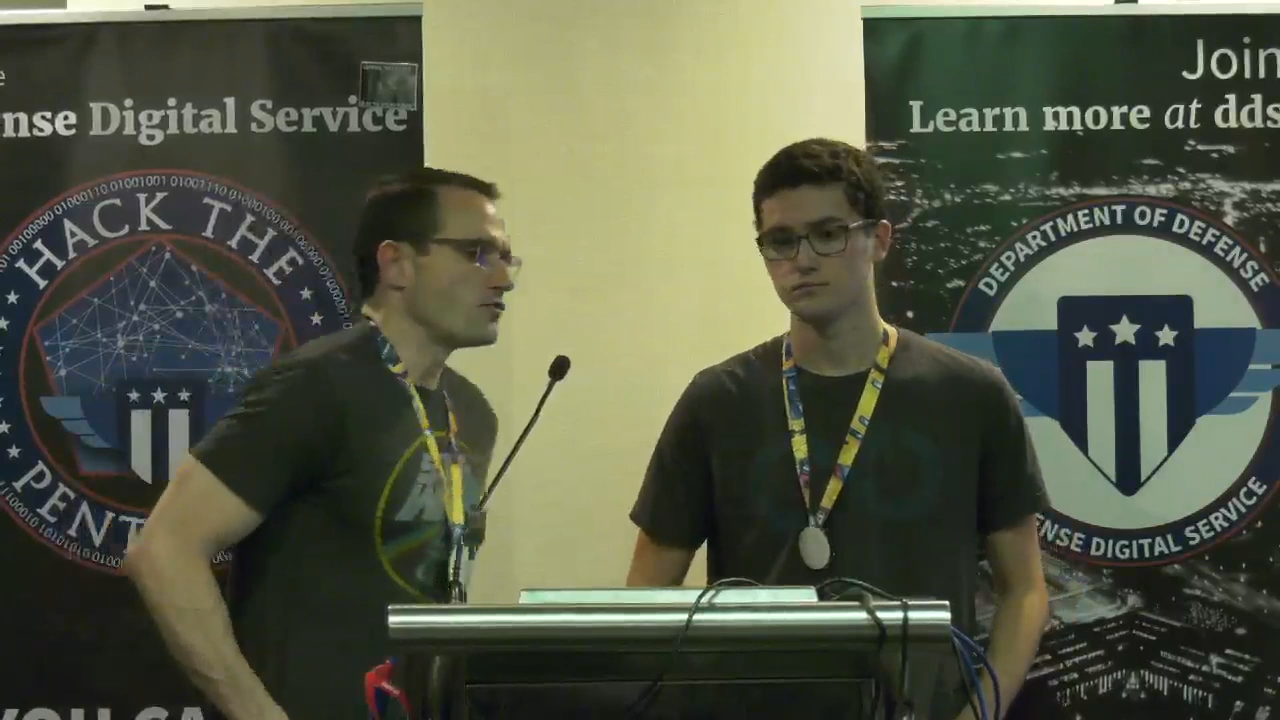 nse Digital Service
HACK THE
PENT
Join
Learn more at dds
DEPARTMENT OF DEFENSE
ENSE DIGITAL SERVICE